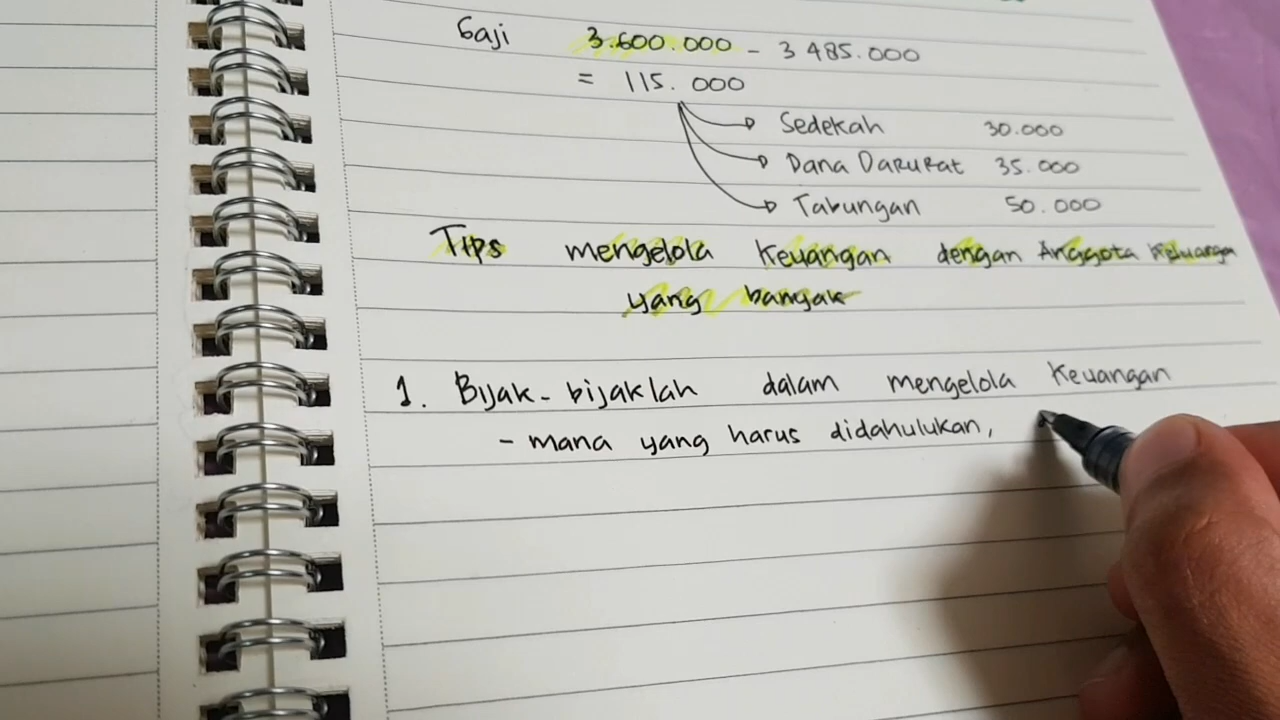 Gaji 3.600.000 - 3 485.000
= 115.000
Sedekah 30.000
Dana Darurat 35.000
Tabungan 50.000
Tips mengelola Keuangan dengan Anggota Keluarga
yang banyak
1. Bijak-bijaklah dalam mengelola Keuangan
- mana yang harus didahulukan,